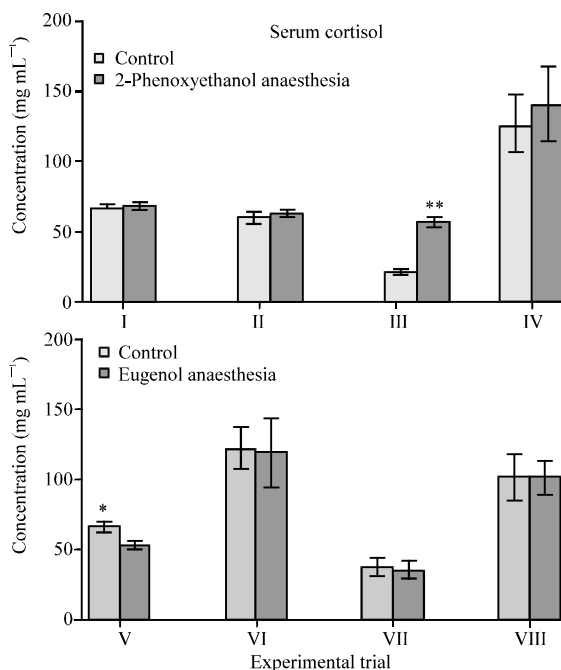 Serum cortisol
Control
2-Phenoxyethanol anaesthesia
Concentration (mg mL⁻¹)
200
150
100
50
0
**
I II III IV
Control
Eugenol anaesthesia
Concentration (mg mL⁻¹)
200
150
100
50
0
*
V VI VII VIII
Experimental trial